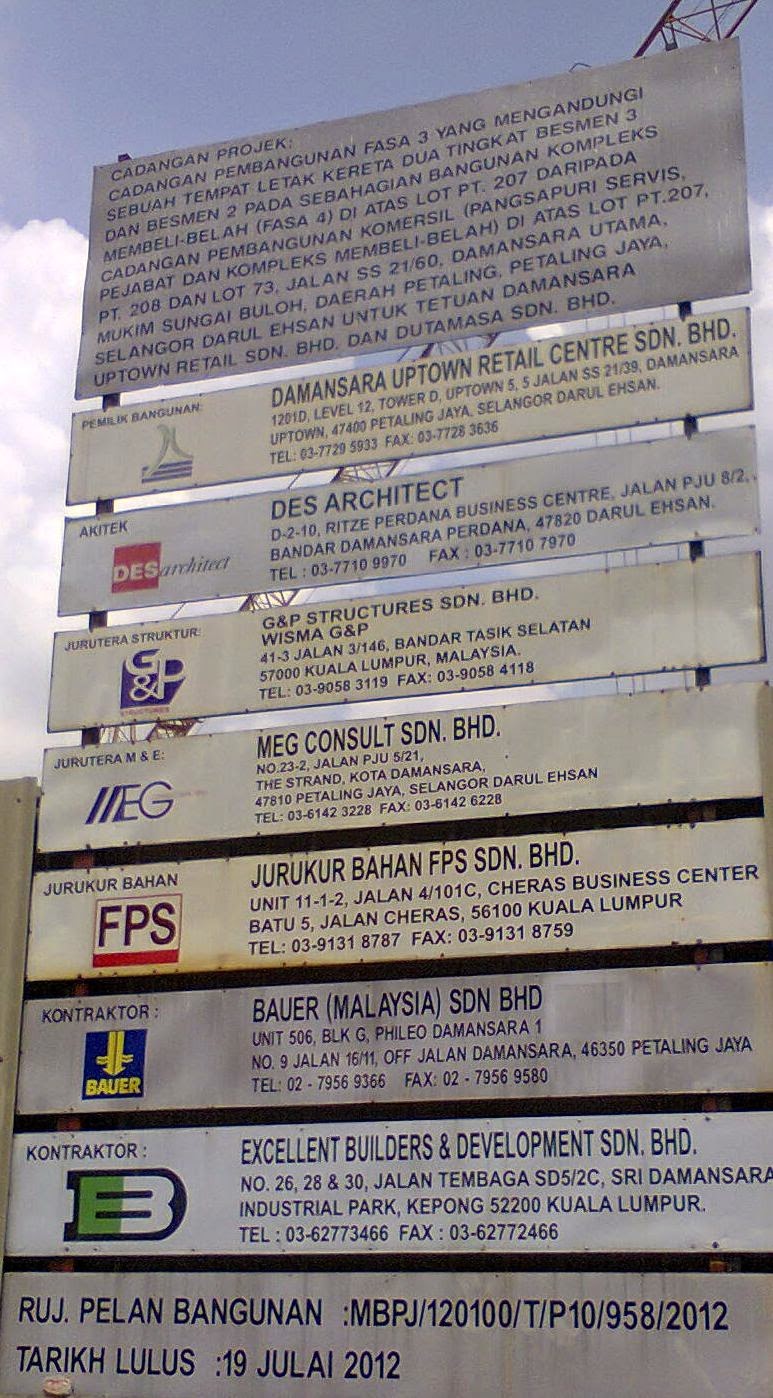 CADANGAN PROJEK:
CADANGAN PEMBANGUNAN FASA 3 YANG MENGANDUNGI
SEBUAH TEMPAT LETAK KERETA DUA TINGKAT BESMEN 3
DAN BESMEN 2 PADA SEBAHAGIAN BANGUNAN KOMPLEKS
MEMBELI-BELAH (FASA 4) DI ATAS LOT PT. 207 DARIPADA
CADANGAN PEMBANGUNAN KOMERSIL (PANGSAPURI SERVIS,
PEJABAT DAN KOMPLEKS MEMBELI-BELAH) DI ATAS LOT PT.207,
PT. 208 DAN LOT 73, JALAN SS 21/60, DAMANSARA UTAMA,
MUKIM SUNGAI BULOH, DAERAH PETALING, PETALING JAYA,
SELANGOR DARUL EHSAN UNTUK TETUAN DAMANSARA
UPTOWN RETAIL SDN. BHD. DAN DUTAMASA SDN. BHD.
PEMILIK BANGUNAN:
DAMANSARA UPTOWN RETAIL CENTRE SDN. BHD.
1201D, LEVEL 12, TOWER D, UPTOWN 5, 5 JALAN SS 21/39, DAMANSARA
UPTOWN, 47400 PETALING JAYA, SELANGOR DARUL EHSAN.
TEL: 03-7729 5933 FAX: 03-7728 3636
AKITEK
DESarchitect
DES ARCHITECT
D-2-10, RITZE PERDANA BUSINESS CENTRE, JALAN PJU 8/2,
BANDAR DAMANSARA PERDANA, 47820 DARUL EHSAN.
TEL : 03-7710 9970 FAX : 03-7710 7970
JURUTERA STRUKTUR:
G&P
STRUCTURES
G&P STRUCTURES SDN. BHD.
WISMA G&P
41-3 JALAN 3/146, BANDAR TASIK SELATAN
57000 KUALA LUMPUR, MALAYSIA.
TEL: 03-9058 3119 FAX: 03-9058 4118
JURUTERA M & E:
MEG
MEG CONSULT SDN. BHD.
NO.23-2, JALAN PJU 5/21,
THE STRAND, KOTA DAMANSARA,
47810 PETALING JAYA, SELANGOR DARUL EHSAN
TEL: 03-6142 3228 FAX: 03-6142 6228
JURUKUR BAHAN
FPS
JURUKUR BAHAN FPS SDN. BHD.
UNIT 11-1-2, JALAN 4/101C, CHERAS BUSINESS CENTER
BATU 5, JALAN CHERAS, 56100 KUALA LUMPUR
TEL: 03-9131 8787 FAX: 03-9131 8759
KONTRAKTOR :
BAUER
BAUER (MALAYSIA) SDN BHD
UNIT 506, BLK G, PHILEO DAMANSARA 1
NO. 9 JALAN 16/11, OFF JALAN DAMANSARA, 46350 PETALING JAYA
TEL: 02 - 7956 9366 FAX: 02 - 7956 9580
KONTRAKTOR :
EB
EXCELLENT BUILDERS & DEVELOPMENT SDN. BHD.
NO. 26, 28 & 30, JALAN TEMBAGA SD5/2C, SRI DAMANSARA
INDUSTRIAL PARK, KEPONG 52200 KUALA LUMPUR.
TEL : 03-62773466 FAX : 03-62772466
RUJ. PELAN BANGUNAN :MBPJ/120100/T/P10/958/2012
TARIKH LULUS :19 JULAI 2012